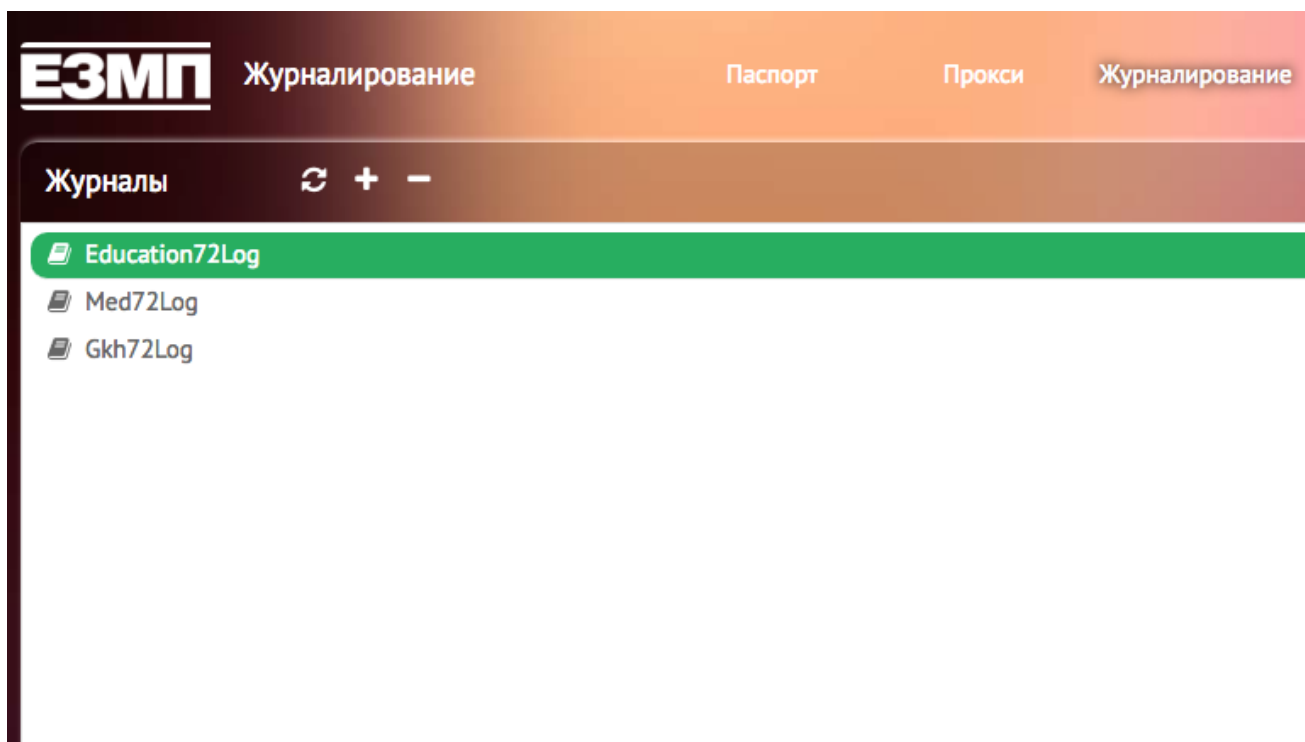 ЕЗМП Журналирование Паспорт Прокси Журналирование
Журналы
Education72Log
Med72Log
Gkh72Log